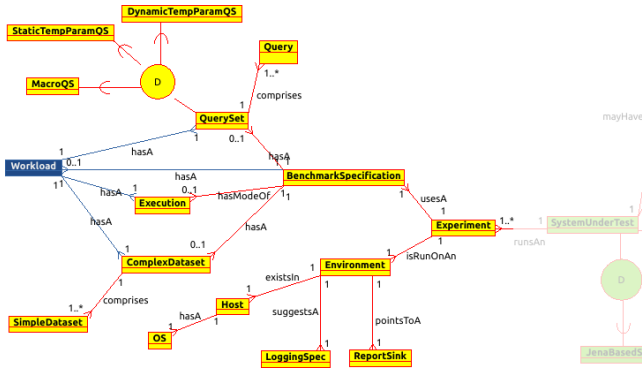 DynamicTempParamQS
StaticTempParamQS
Query
D
MacroQS
1..*
comprises
1
QuerySet
mayHave
1
0..1
1
hasA
hasA
1
Workload
0..1
hasA
1
BenchmarkSpecification
1
1
hasA
1
0..1
hasModeOf
1
1
Execution
1
usesA
hasA
hasA
1
1..*
1
Experiment
SystemUnderTest
1
0..1
1
runsAn
1
isRunOnAn
ComplexDataset
1
Environment
1
existsIn
1
1
D
1..*
comprises
1
Host
SimpleDataset
hasA
1
suggestsA
pointsToA
1
OS
1
1
LoggingSpec
ReportSink
JenaBasedS